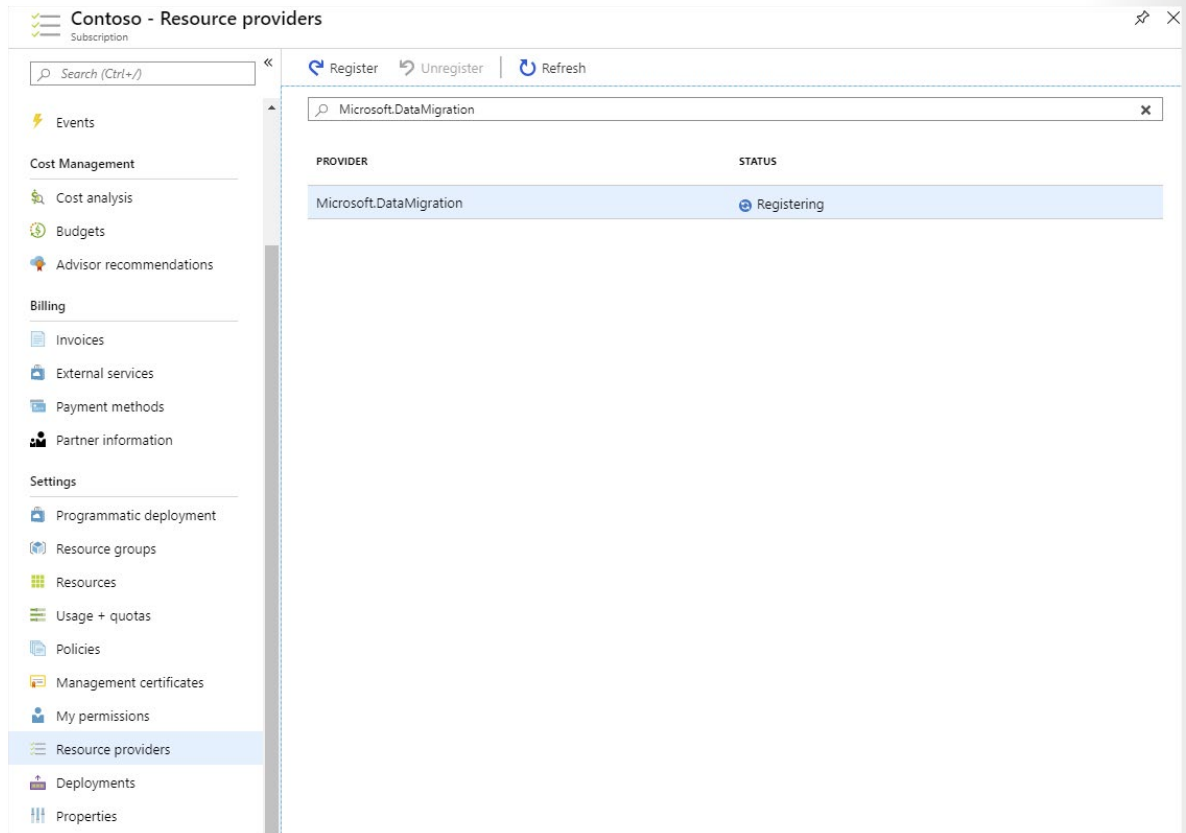 Contoso - Resource providers
Subscription
Search (Ctrl+/)
«
Events
Cost Management
Cost analysis
Budgets
Advisor recommendations
Billing
Invoices
External services
Payment methods
Partner information
Settings
Programmatic deployment
Resource groups
Resources
Usage + quotas
Policies
Management certificates
My permissions
Resource providers
Deployments
Properties
Register Unregister Refresh
Microsoft.DataMigration
PROVIDER STATUS
Microsoft.DataMigration Registering